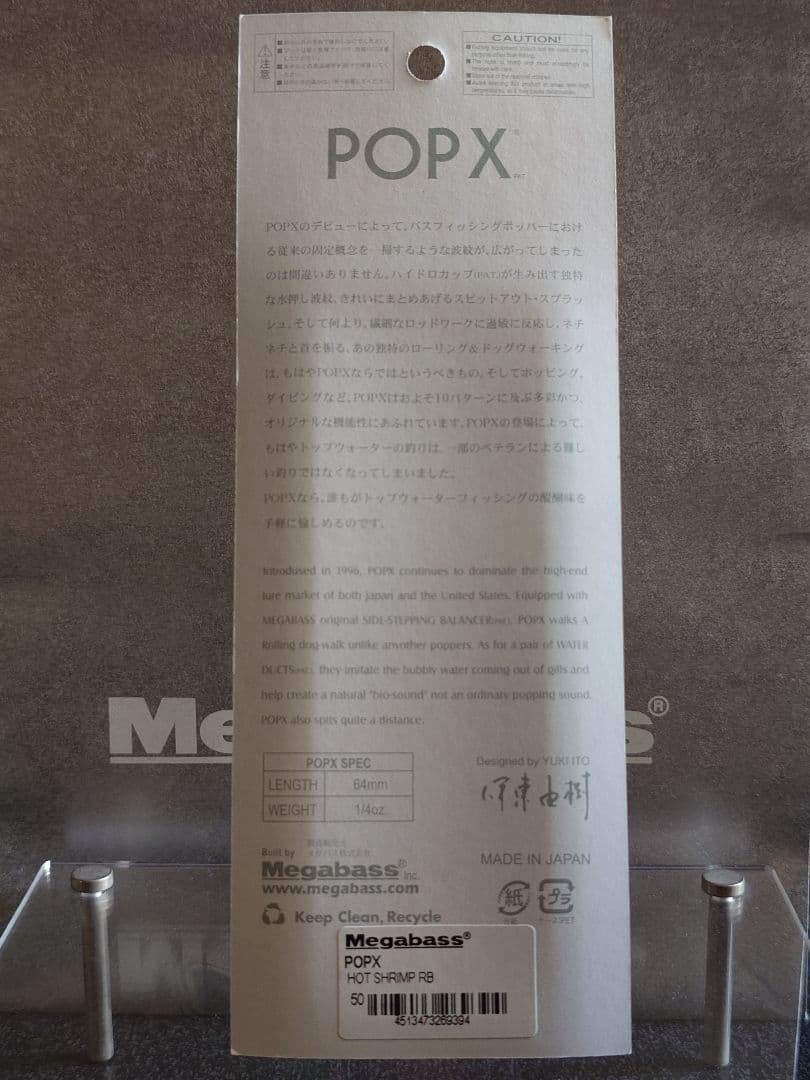 注意
CAUTION!
POP X
PAT.
POPXのデビューによって、バスフィッシングポッパーにおけ
る従来の固定概念を一掃するような波紋が、広がってしまった
のは間違いありません。ハイドロカップ(PAT.)が生み出す独特
な水押し波紋、きれいにまとめあげるスピットアウト・スプラッ
シュ、そして何より、繊細なロッドワークに過敏に反応し、ネチ
ネチと首を振る、あの独特のローリング&ドッグウォーキング
は、もはやPOPXならではというべきもの。そしてポッピング、
ダイビングなど、POPXはおよそ10パターンに及ぶ多彩かつ、
オリジナルな機能性にあふれています。POPXの登場によって、
もはやトップウォーターの釣りは、一部のベテランによる難し
い釣りではなくなってしまいました。
POPXなら、誰もがトップウォーターフィッシングの醍醐味を
手軽に愉しめるのです。
Introdused in 1996, POPX continues to dominate the high-end
lure market of both Japan and the United States. Equipped with
MEGABASS original SIDE-STEPPING BALANCER(PAT.), POPX walks A
Rolling dog-walk unlike anyother poppers. As for a pair of WATER
DUCTS(PAT.), they imitate the bubbly water coming out of gills and
help create a natural "bio-sound" not an ordinary popping sound.
POPX also spits quite a distance.
POPX SPEC
LENGTH 64mm
WEIGHT 1/4oz.
Designed by YUKI ITO
伊東由樹
Built by
Megabass® Inc.
www.megabass.com
MADE IN JAPAN
紙 プラ
Keep Clean, Recycle
Megabass®
POPX
HOT SHRIMP RB
50
4513473269394